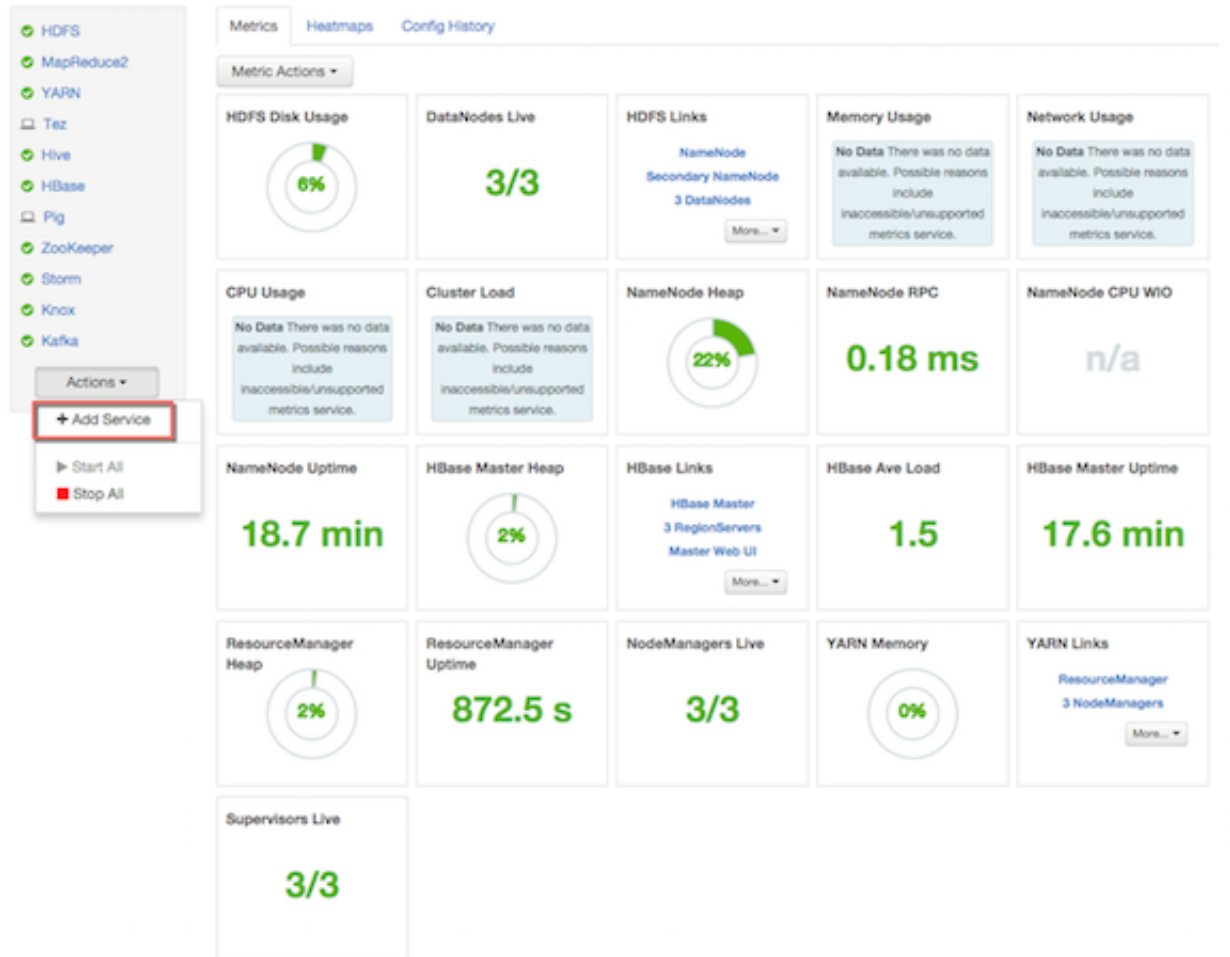 HDFS
MapReduce2
YARN
Tez
Hive
HBase
Pig
ZooKeeper
Storm
Knox
Kafka
Actions
Add Service
Start All
Stop All
Metrics
Heatmaps
Config History
Metric Actions
HDFS Disk Usage
6%
DataNodes Live
3/3
HDFS Links
NameNode
Secondary NameNode
3 DataNodes
More...
Memory Usage
No Data There was no data
available. Possible reasons
include
inaccessible/unsupported
metrics service.
Network Usage
No Data There was no data
available. Possible reasons
include
inaccessible/unsupported
metrics service.
CPU Usage
No Data There was no data
available. Possible reasons
include
inaccessible/unsupported
metrics service.
Cluster Load
No Data There was no data
available. Possible reasons
include
inaccessible/unsupported
metrics service.
NameNode Heap
22%
NameNode RPC
0.18 ms
NameNode CPU WIO
n/a
NameNode Uptime
18.7 min
HBase Master Heap
2%
HBase Links
HBase Master
3 RegionServers
Master Web UI
More...
HBase Ave Load
1.5
HBase Master Uptime
17.6 min
ResourceManager
Heap
2%
ResourceManager
Uptime
872.5 s
NodeManagers Live
3/3
YARN Memory
0%
YARN Links
ResourceManager
3 NodeManagers
More...
Supervisors Live
3/3